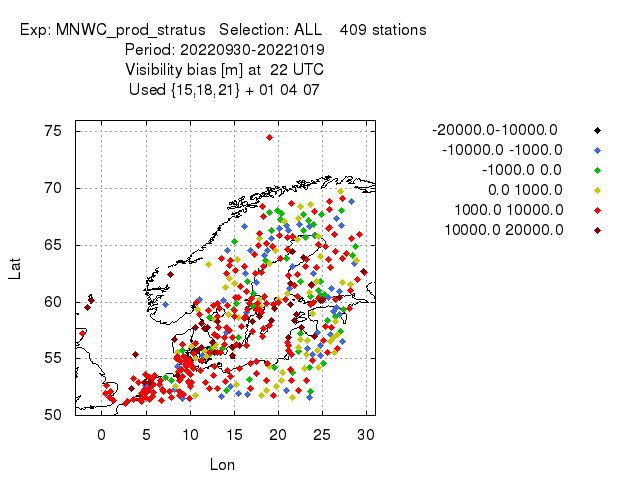 Exp: MNWC_prod_stratus   Selection: ALL    409 stations
Period: 20220930-20221019
Visibility bias [m] at  22 UTC
Used {15,18,21} + 01 04 07
-20000.0-10000.0
-10000.0 -1000.0
-1000.0 0.0
0.0 1000.0
1000.0 10000.0
10000.0 20000.0
75
70
65
60
55
50
Lat
0 5 10 15 20 25 30
Lon